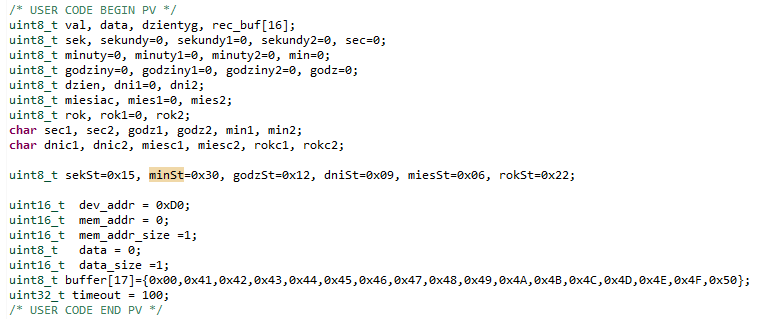 /* USER CODE BEGIN PV */
uint8_t val, data, dzientyg, rec_buf[16];
uint8_t sek, sekundy=0, sekundy1=0, sekundy2=0, sec=0;
uint8_t minuty=0, minuty1=0, minuty2=0, min=0;
uint8_t godziny=0, godziny1=0, godziny2=0, godz=0;
uint8_t dzien, dni1=0, dni2;
uint8_t miesiac, mies1=0, mies2;
uint8_t rok, rok1=0, rok2;
char sec1, sec2, godz1, godz2, min1, min2;
char dnic1, dnic2, miesc1, miesc2, rokc1, rokc2;
uint8_t sekSt=0x15, minSt=0x30, godzSt=0x12, dniSt=0x09, miesSt=0x06, rokSt=0x22;
uint16_t  dev_addr = 0xD0;
uint16_t  mem_addr = 0;
uint16_t  mem_addr_size =1;
uint8_t   data = 0;
uint16_t  data_size =1;
uint8_t buffer[17]={0x00,0x41,0x42,0x43,0x44,0x45,0x46,0x47,0x48,0x49,0x4A,0x4B,0x4C,0x4D,0x4E,0x4F,0x50};
uint32_t timeout = 100;
/* USER CODE END PV */